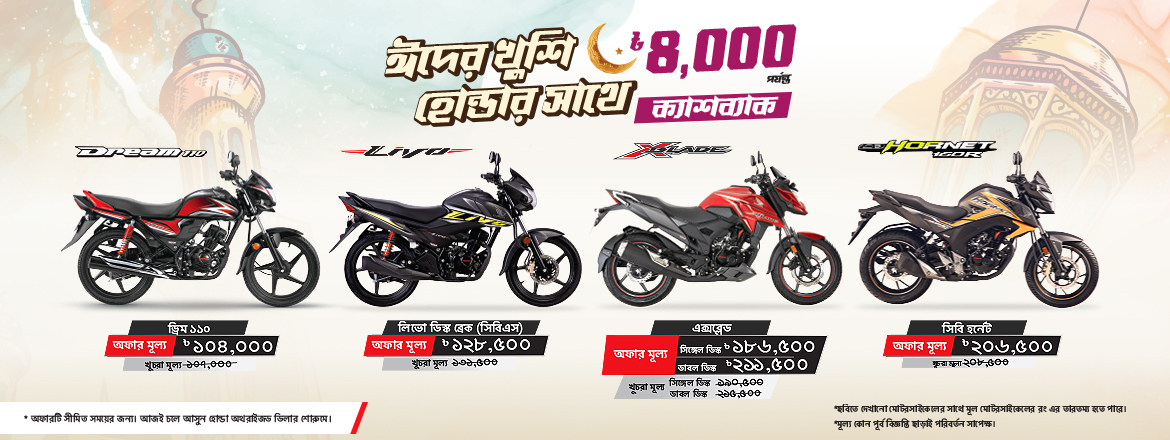 ঈদের খুশি
হোন্ডার সাথে
৳ 8,000
পর্যন্ত
ক্যাশব্যাক
Dream 110
Livo
XBLADE
CB HORNET
160R
ড্রিম ১১০
অফার মূল্য ৳ ১০৪,০০০
খুচরা মূল্য ১০৭,০০০
লিভো ডিস্ক ব্রেক (সিবিএস)
অফার মূল্য ৳ ১২৮,৫০০
খুচরা মূল্য ১৩১,৫০০
এক্সব্লেড
অফার মূল্য
সিঙ্গেল ডিস্ক ৳ ১৮৬,৫০০
ডাবল ডিস্ক ৳ ২১১,৫০০
খুচরা মূল্য
সিঙ্গেল ডিস্ক ১৯০,৫০০
ডাবল ডিস্ক ২১৫,৫০০
সিবি হর্নেট
অফার মূল্য ৳ ২০৬,৫০০
খুচরা মূল্য ২০৮,৫০০
* অফারটি সীমিত সময়ের জন্য। আজই চলে আসুন হোন্ডা অথরাইজড ডিলার শোরুমে।
*ছবিতে দেখানো মোটরসাইকেলের সাথে মূল মোটরসাইকেলের রং এর তারতম্য হতে পারে।
*মূল্য কোন পূর্ব বিজ্ঞপ্তি ছাড়াই পরিবর্তন সাপেক্ষ।